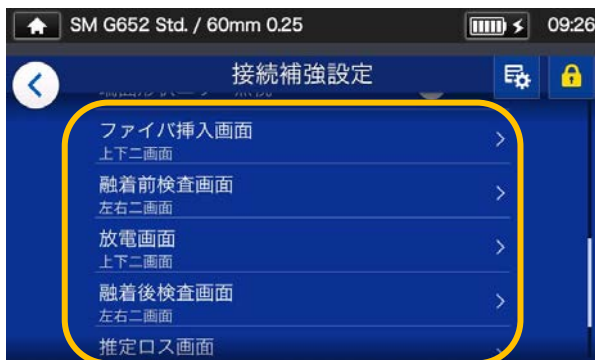 SM G652 Std. / 60mm 0.25
09:26
接続補強設定
ファイバ挿入画面
上下二画面
融着前検査画面
左右二画面
放電画面
上下二画面
融着後検査画面
左右二画面
推定ロス画面